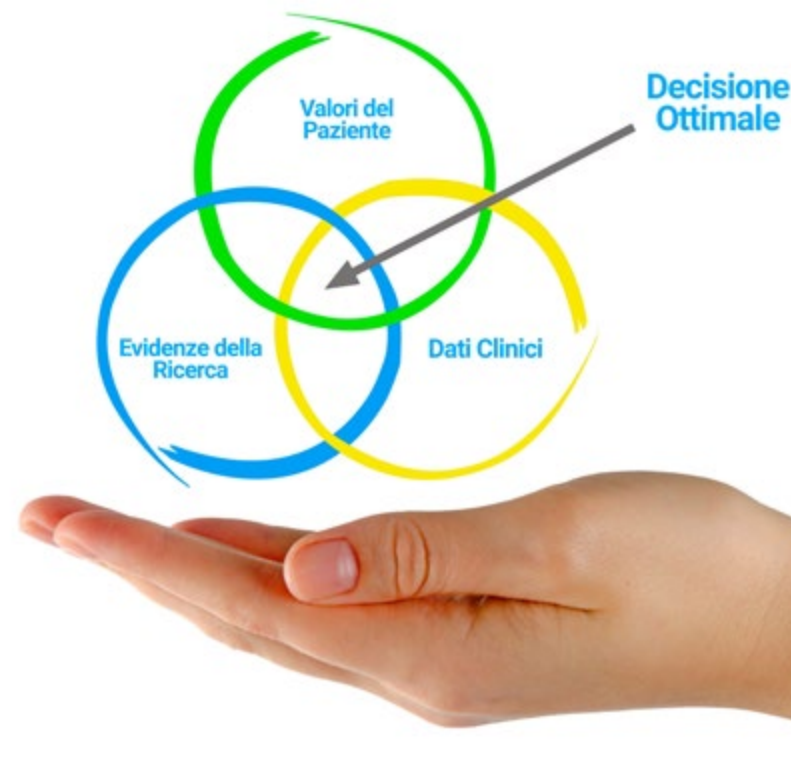 Valori del
Paziente
Decisione
Ottimale
Evidenze della
Ricerca
Dati Clinici